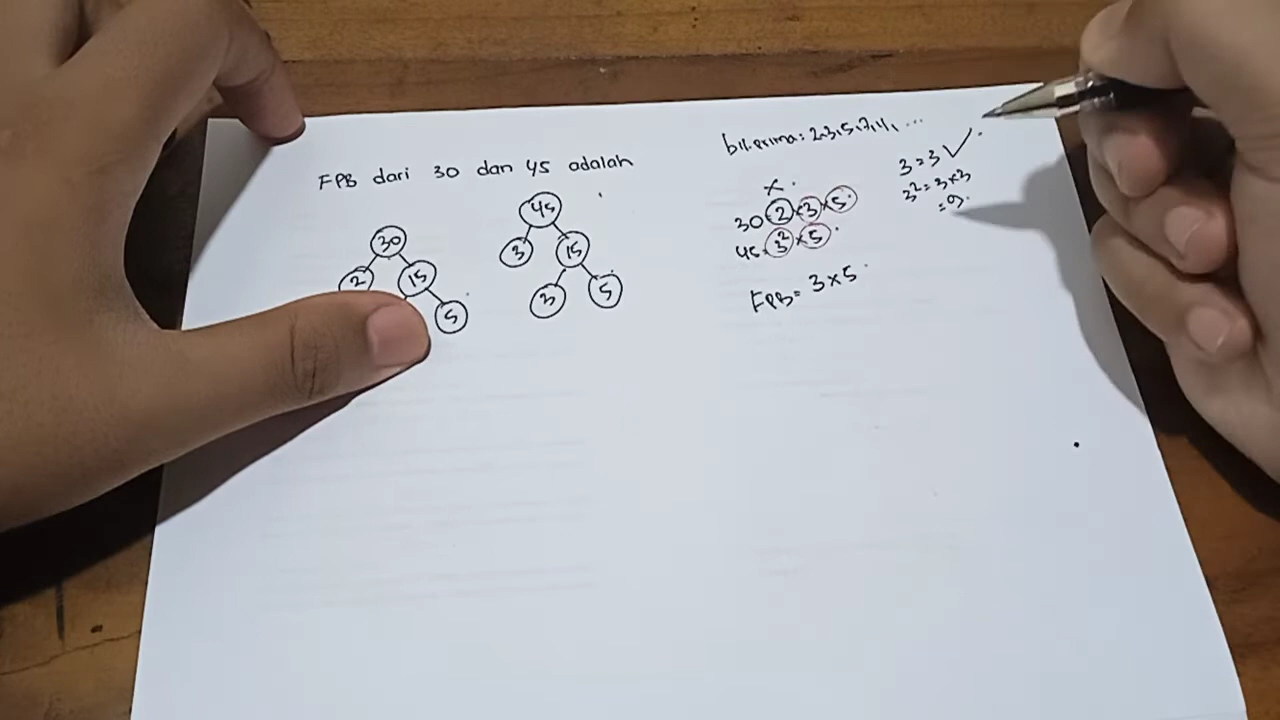 FPB dari 30 dan 45 adalah
30
2 15
5
45
3 15
3 5
bil.prima: 2,3,5,7,11, ...
×
30 = 2 × 3 × 5
45 = 3² × 5
FPB = 3 × 5
3 = 3 ✓
3² = 3 × 3
= 9